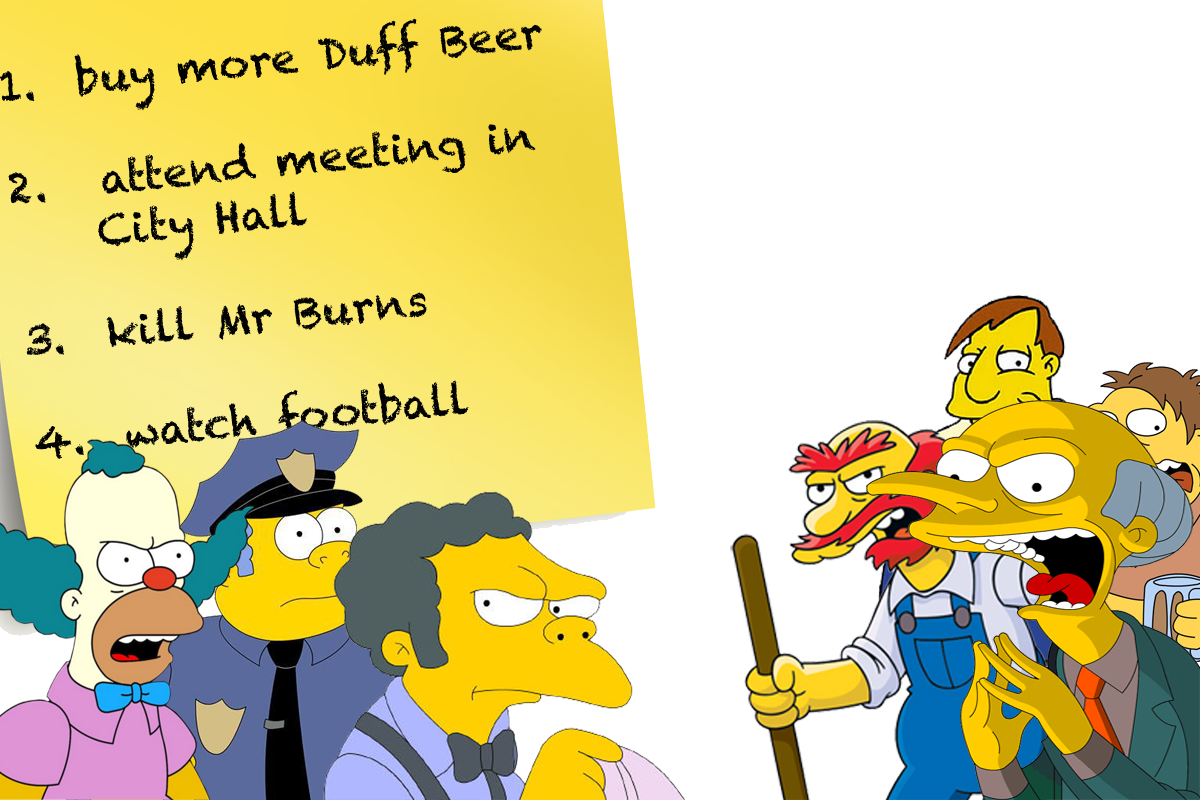 1. buy more Duff Beer
2. attend meeting in
City Hall
3. kill Mr Burns
4. watch football